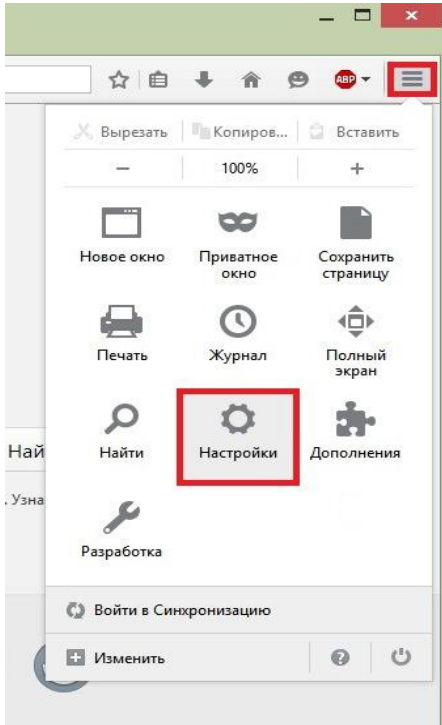 ABP
Вырезать Копиров... Вставить
− 100% +
Новое окно Приватное Сохранить
окно страницу
Печать Журнал Полный
экран
Най
Найти Настройки Дополнения
. Узна
Разработка
Войти в Синхронизацию
Изменить